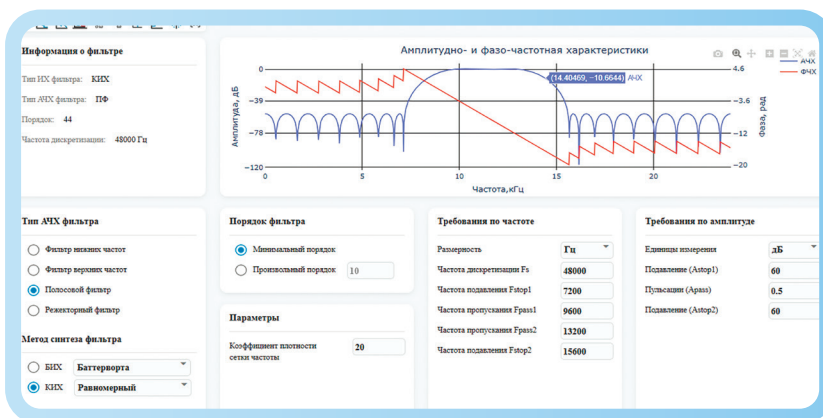 Информация о фильтре
Тип ИХ фильтра: КИХ
Тип АЧХ фильтра: ПФ
Порядок: 44
Частота дискретизации: 48000 Гц
Амплитудно- и фазо-частотная характеристики
АЧХ
ФЧХ
(14.40469, −10.6644) АЧХ
Амплитуда, дБ
0
−39
−78
−120
0
5
10
15
20
Частота,кГц
4.6
−3.6
−12
−20
Фаза, рад
Тип АЧХ фильтра
Фильтр нижних частот
Фильтр верхних частот
Полосовой фильтр
Режекторный фильтр
Метод синтеза фильтра
БИХ Баттерворта
КИХ Равномерный
Порядок фильтра
Минимальный порядок
Произвольный порядок 10
Параметры
Коэффициент плотности
сетки частоты 20
Требования по частоте
Размерность Гц
Частота дискретизации Fs 48000
Частота подавления Fstop1 7200
Частота пропускания Fpass1 9600
Частота пропускания Fpass2 13200
Частота подавления Fstop2 15600
Требования по амплитуде
Единицы измерения дБ
Подавление (Astop1) 60
Пульсации (Apass) 0.5
Подавление (Astop2) 60